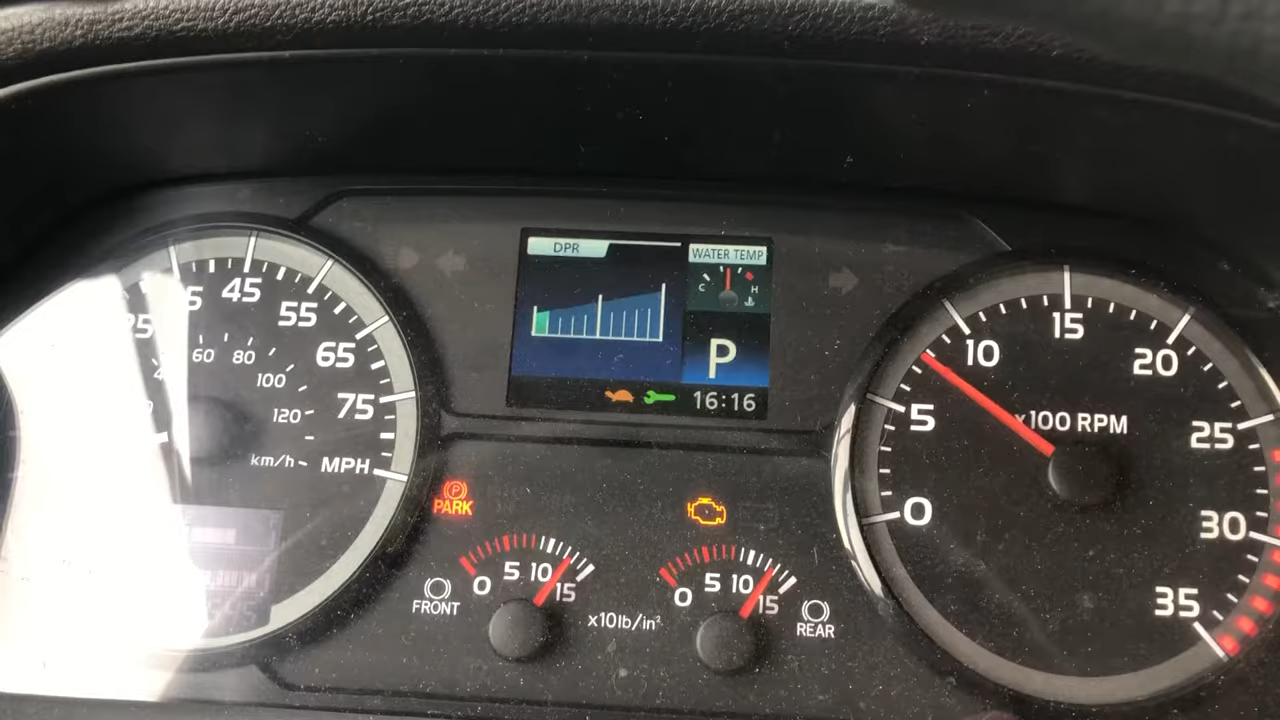 DPR
WATER TEMP
C H
P
16:16
45
55
65
75
60
80
100
120
km/h
MPH
PARK
0 5 10 15
FRONT
x10lb/in²
0 5 10 15
REAR
0
5
10
15
20
25
30
35
x100 RPM